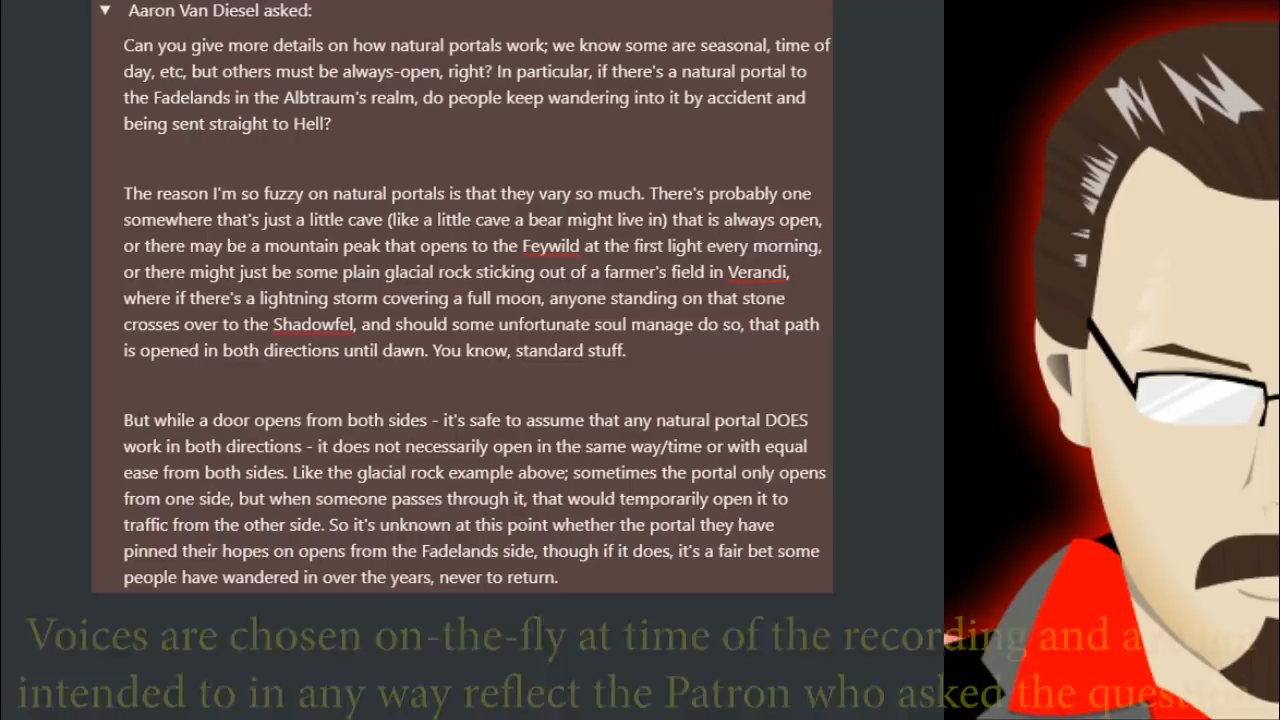 Aaron Van Diesel asked:
Can you give more details on how natural portals work; we know some are seasonal, time of
day, etc, but others must be always-open, right? In particular, if there's a natural portal to
the Fadelands in the Albtraum's realm, do people keep wandering into it by accident and
being sent straight to Hell?
The reason I'm so fuzzy on natural portals is that they vary so much. There's probably one
somewhere that's just a little cave (like a little cave a bear might live in) that is always open,
or there may be a mountain peak that opens to the Feywild at the first light every morning,
or there might just be some plain glacial rock sticking out of a farmer's field in Verandi,
where if there's a lightning storm covering a full moon, anyone standing on that stone
crosses over to the Shadowfel, and should some unfortunate soul manage do so, that path
is opened in both directions until dawn. You know, standard stuff.
But while a door opens from both sides - it's safe to assume that any natural portal DOES
work in both directions - it does not necessarily open in the same way/time or with equal
ease from both sides. Like the glacial rock example above; sometimes the portal only opens
from one side, but when someone passes through it, that would temporarily open it to
traffic from the other side. So it's unknown at this point whether the portal they have
pinned their hopes on opens from the Fadelands side, though if it does, it's a fair bet some
people have wandered in over the years, never to return.
Voices are chosen on-the-fly at time of the recording and
intended to in any way reflect the Patron who asked the question